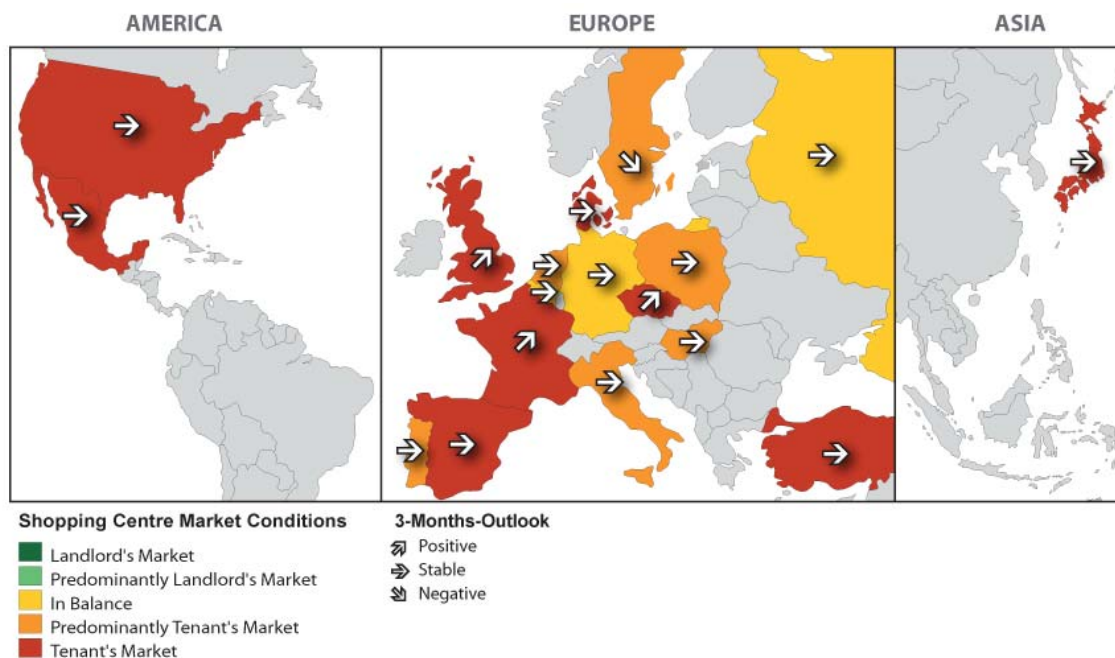 AMERICA
EUROPE
ASIA
Shopping Centre Market Conditions
Landlord's Market
Predominantly Landlord's Market
In Balance
Predominantly Tenant's Market
Tenant's Market
3-Months-Outlook
Positive
Stable
Negative